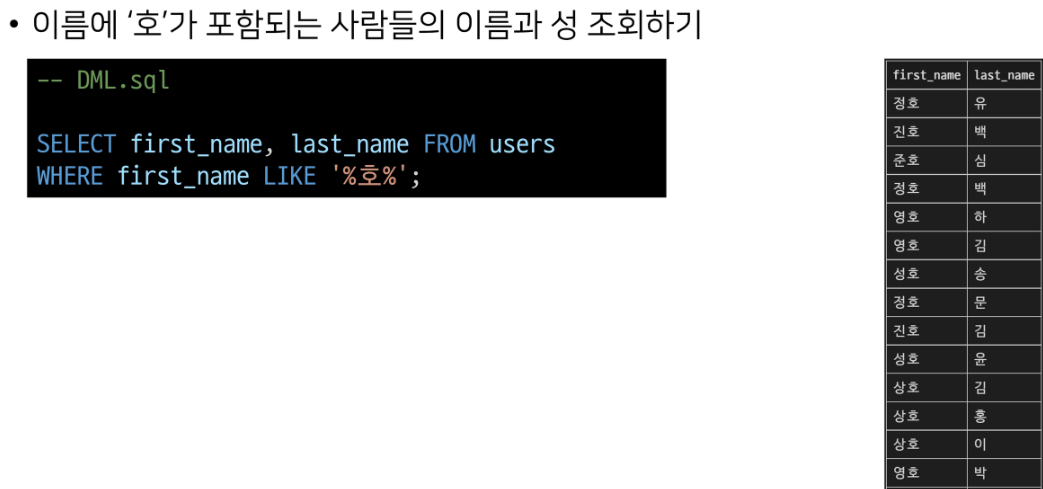 • 이름에 ‘호’가 포함되는 사람들의 이름과 성 조회하기
-- DML.sql
SELECT first_name, last_name FROM users
WHERE first_name LIKE '%호%';
first_name last_name
정호 유
진호 백
준호 심
정호 백
영호 하
영호 김
성호 송
정호 문
진호 김
성호 윤
상호 김
상호 홍
상호 이
영호 박